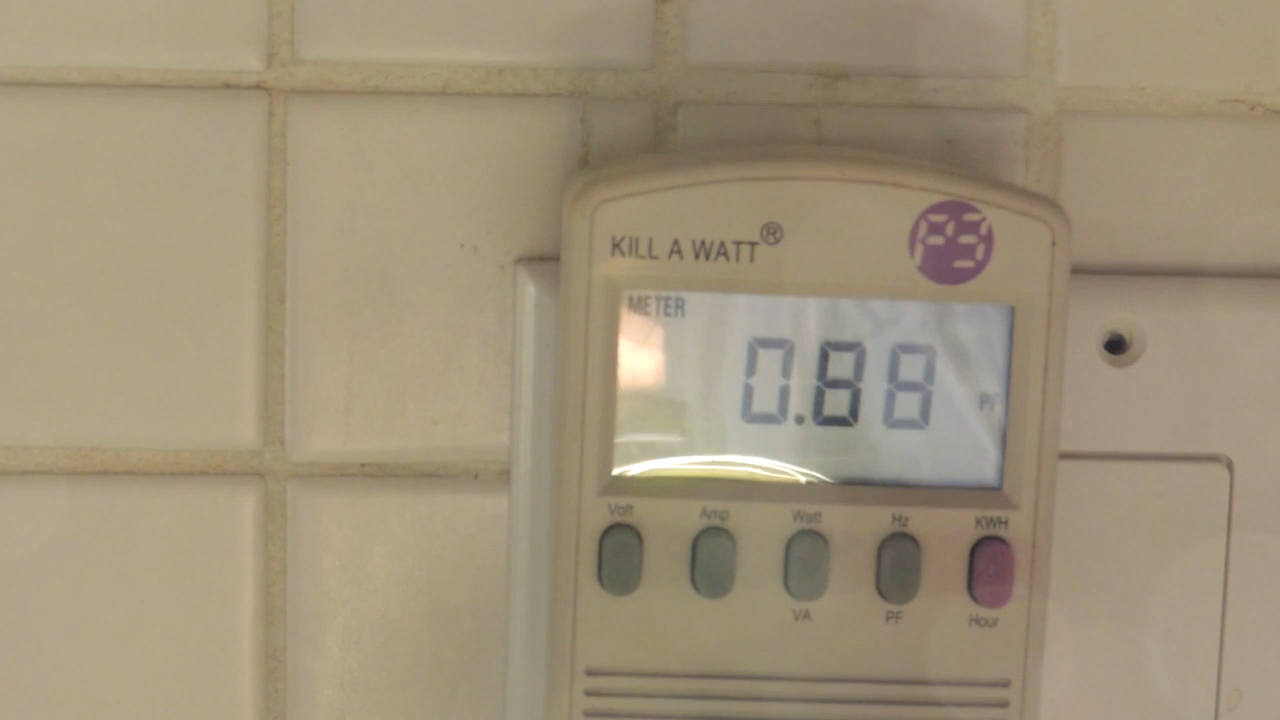 KILL A WATT®
P3
METER
0.88
PF
Volt Amp Watt Hz KWH
VA PF Hour